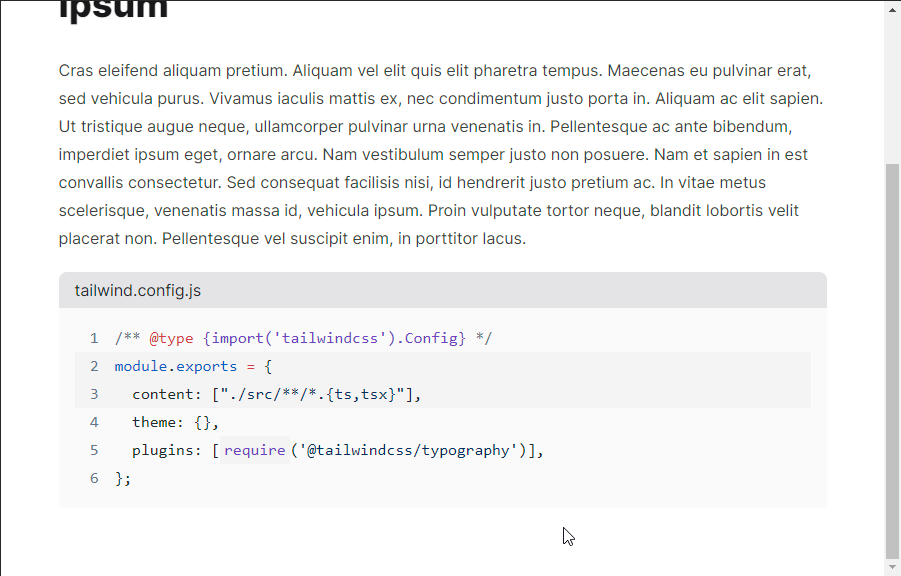 ipsum
Cras eleifend aliquam pretium. Aliquam vel elit quis elit pharetra tempus. Maecenas eu pulvinar erat,
sed vehicula purus. Vivamus iaculis mattis ex, nec condimentum justo porta in. Aliquam ac elit sapien.
Ut tristique augue neque, ullamcorper pulvinar urna venenatis in. Pellentesque ac ante bibendum,
imperdiet ipsum eget, ornare arcu. Nam vestibulum semper justo non posuere. Nam et sapien in est
convallis consectetur. Sed consequat facilisis nisi, id hendrerit justo pretium ac. In vitae metus
scelerisque, venenatis massa id, vehicula ipsum. Proin vulputate tortor neque, blandit lobortis velit
placerat non. Pellentesque vel suscipit enim, in porttitor lacus.
tailwind.config.js
1 /** @type {import('tailwindcss').Config} */
2 module.exports = {
3   content: ["./src/**/*.{ts,tsx}"],
4   theme: {},
5   plugins: [require('@tailwindcss/typography')],
6 };